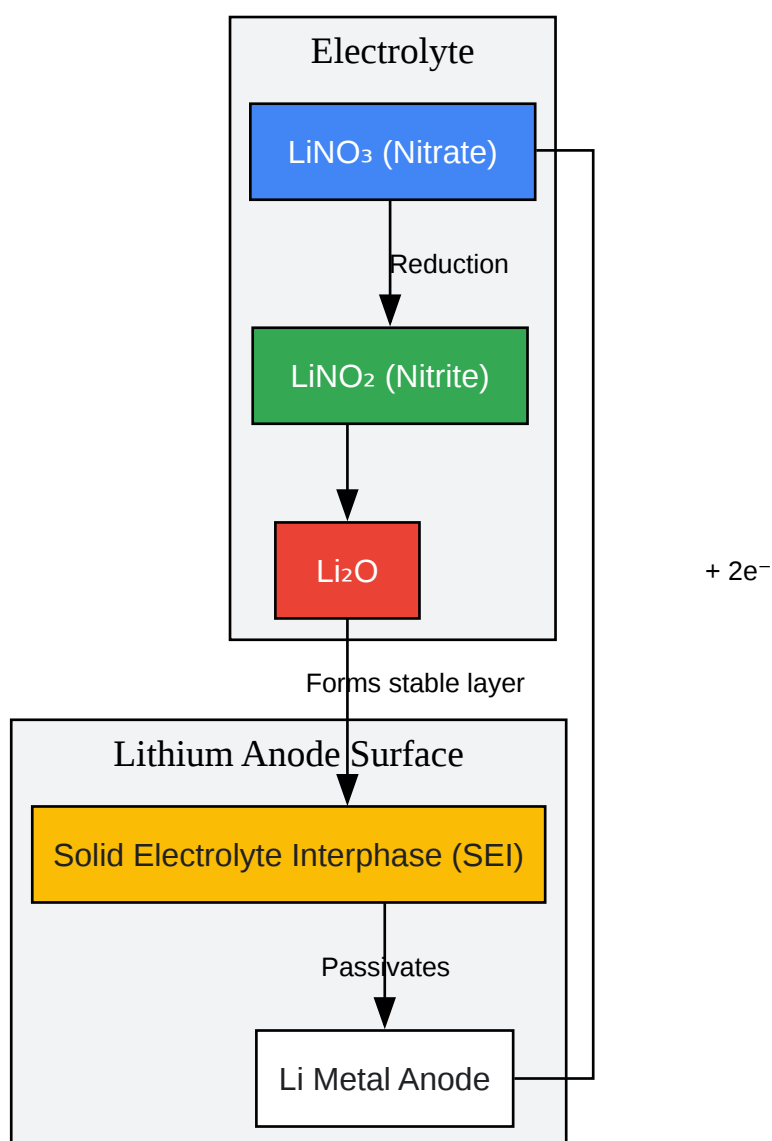 Electrolyte
LiNO₃ (Nitrate)
Reduction
LiNO₂ (Nitrite)
Li₂O
+ 2e⁻
Forms stable layer
Lithium Anode Surface
Solid Electrolyte Interphase (SEI)
Passivates
Li Metal Anode